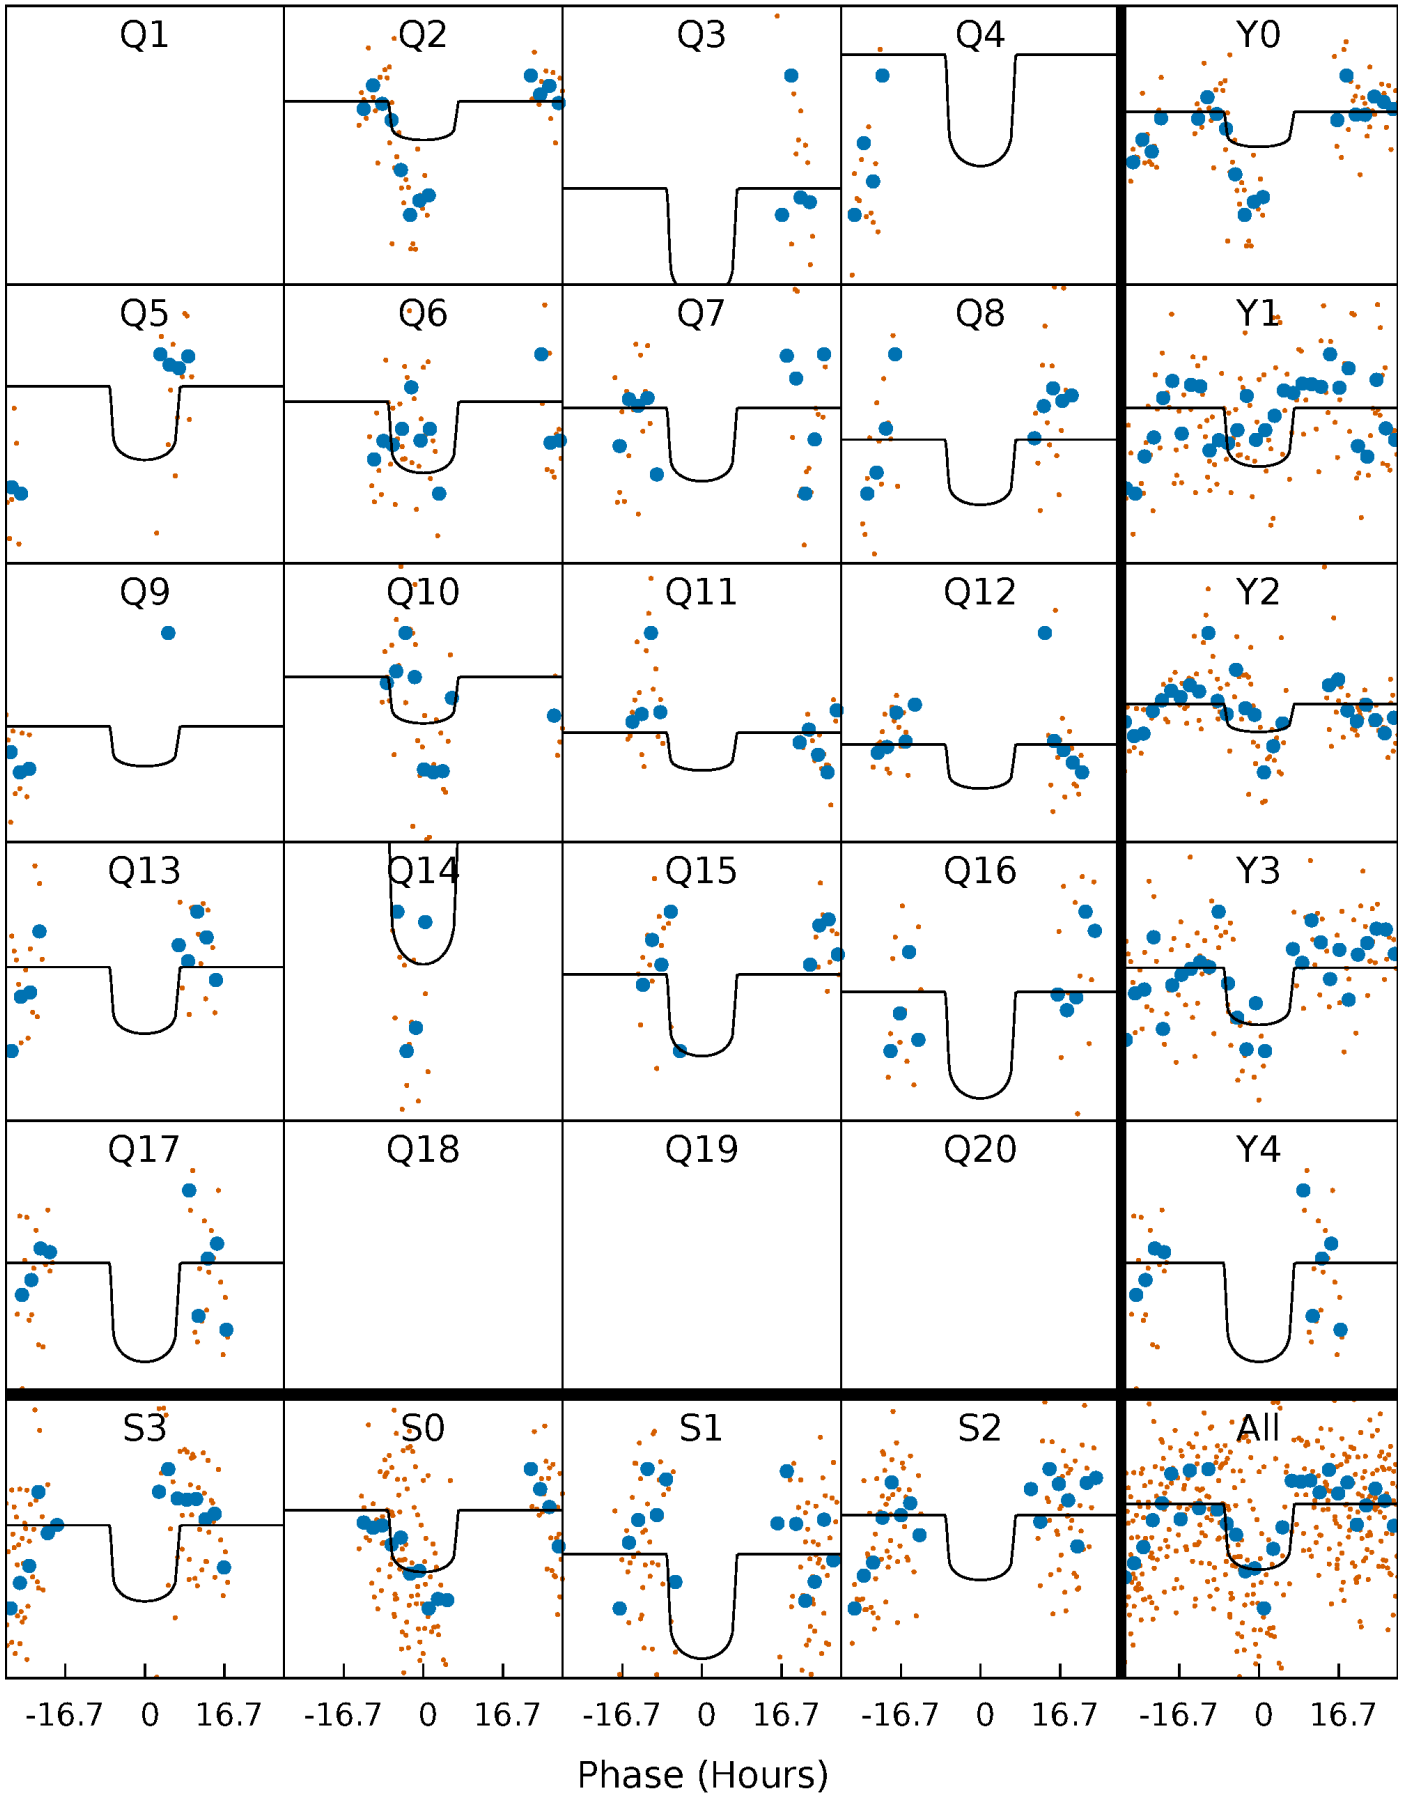 Q1 Q2 Q3 Q4 Y0
Q5 Q6 Q7 Q8 Y1
Q9 Q10 Q11 Q12 Y2
Q13 Q14 Q15 Q16 Y3
Q17 Q18 Q19 Q20 Y4
S3 S0 S1 S2 All
-16.7 0 16.7 -16.7 0 16.7 -16.7 0 16.7 -16.7 0 16.7 -16.7 0 16.7
Phase (Hours)